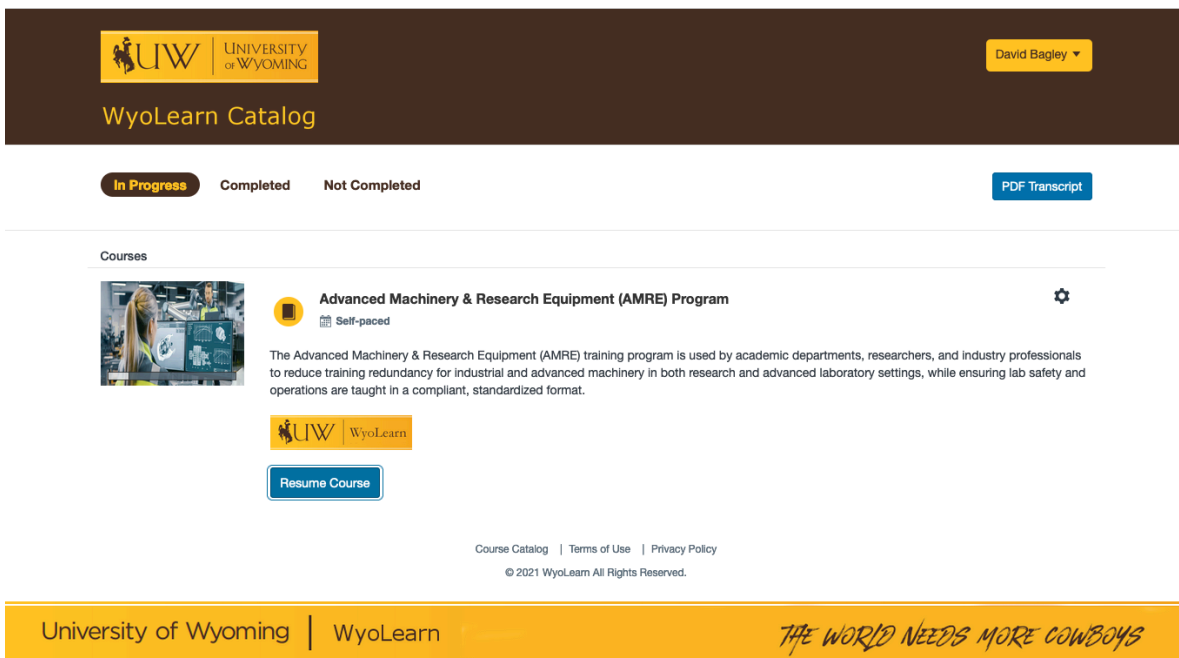 UW UNIVERSITY
OF WYOMING
David Bagley
WyoLearn Catalog
In Progress Completed Not Completed
PDF Transcript
Courses
Advanced Machinery & Research Equipment (AMRE) Program
Self-paced
The Advanced Machinery & Research Equipment (AMRE) training program is used by academic departments, researchers, and industry professionals
to reduce training redundancy for industrial and advanced machinery in both research and advanced laboratory settings, while ensuring lab safety and
operations are taught in a compliant, standardized format.
UW WyoLearn
Resume Course
Course Catalog | Terms of Use | Privacy Policy
© 2021 WyoLearn All Rights Reserved.
University of Wyoming | WyoLearn
THE WORLD NEEDS MORE COWBOYS